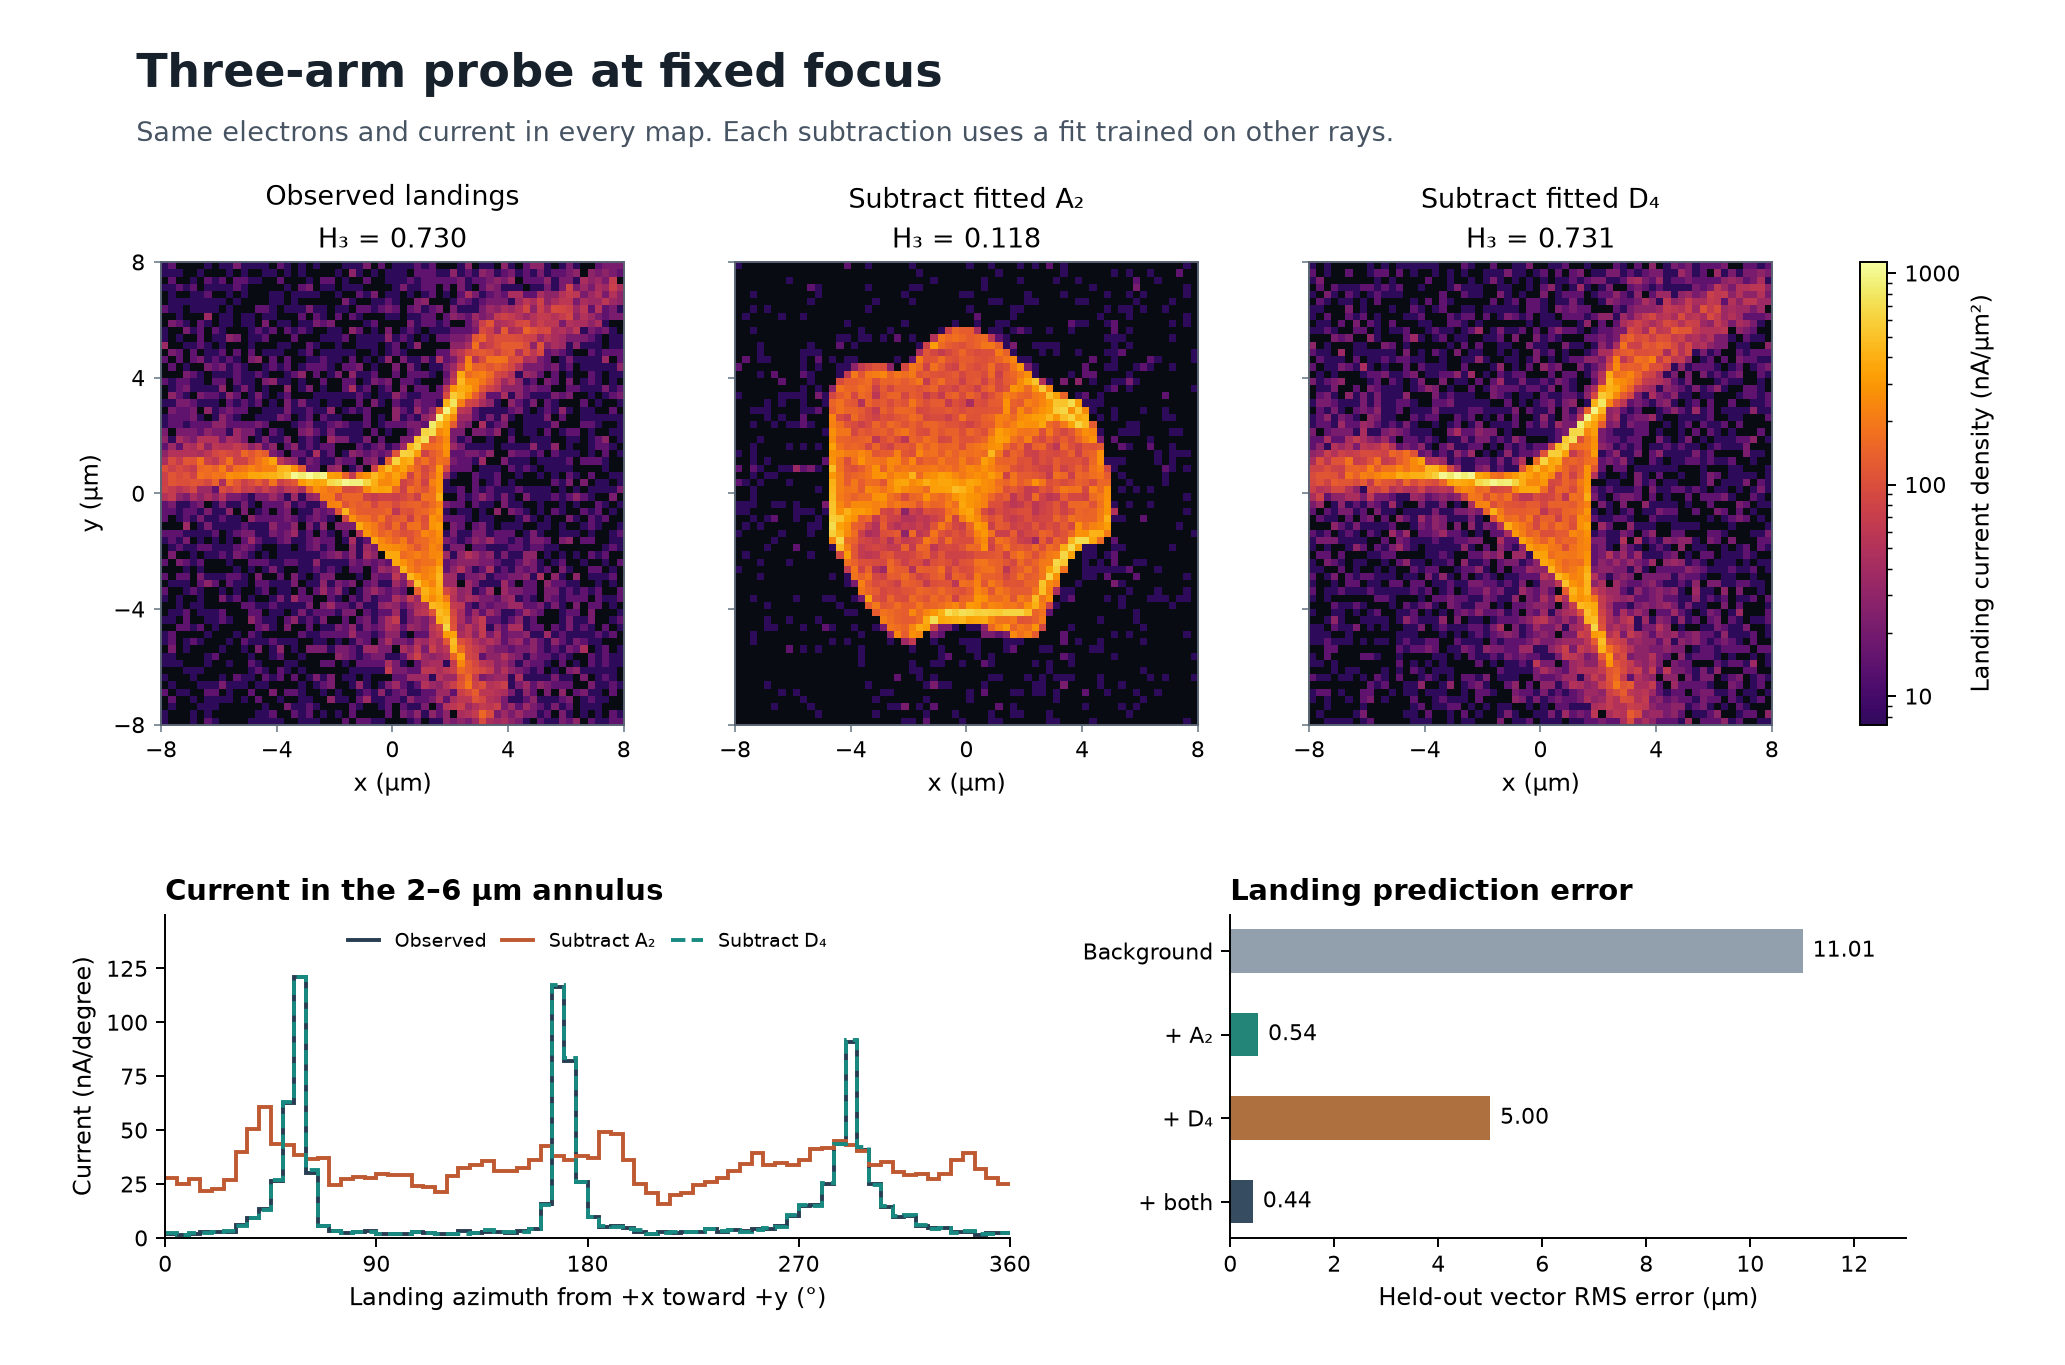 Three-arm probe at fixed focus
Same electrons and current in every map. Each subtraction uses a fit trained on other rays.
Observed landings
H₃ = 0.730
Subtract fitted A₂
H₃ = 0.118
Subtract fitted D₄
H₃ = 0.731
8
4
0
−4
−8
y (μm)
−8 −4 0 4 8
x (μm)
−8 −4 0 4 8
x (μm)
−8 −4 0 4 8
x (μm)
1000
100
10
Landing current density (nA/μm²)
Current in the 2–6 μm annulus
Observed Subtract A₂ Subtract D₄
125
100
75
50
25
0
Current (nA/degree)
0 90 180 270 360
Landing azimuth from +x toward +y (°)
Landing prediction error
Background 11.01
+ A₂ 0.54
+ D₄ 5.00
+ both 0.44
0 2 4 6 8 10 12
Held-out vector RMS error (μm)